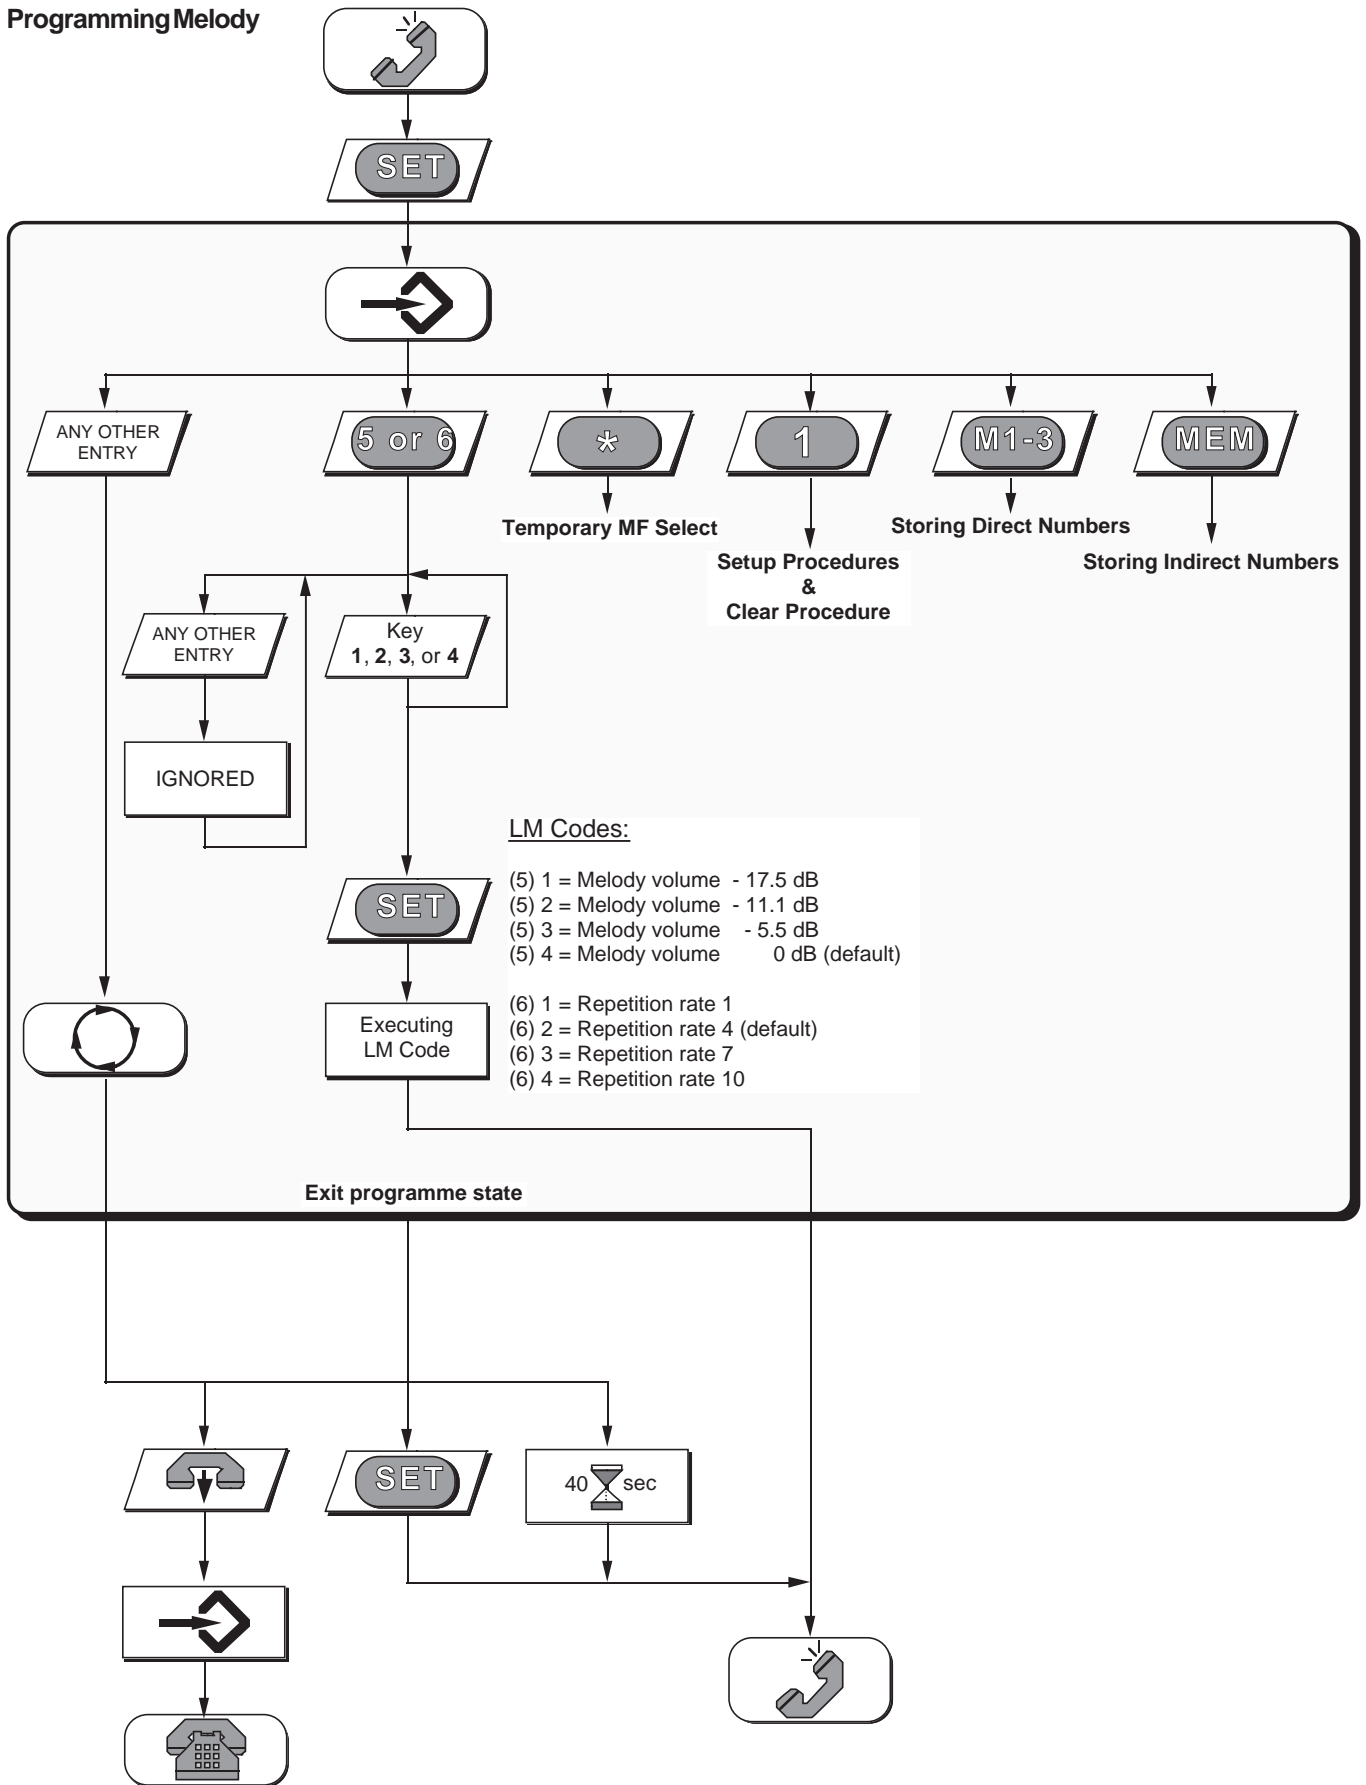 Programming Melody
SET
ANY OTHER
ENTRY
5 or 6
*
1
M1-3
MEM
Temporary MF Select
Setup Procedures
&
Clear Procedure
Storing Direct Numbers
Storing Indirect Numbers
ANY OTHER
ENTRY
Key
1, 2, 3, or 4
IGNORED
SET
Executing
LM Code
LM Codes:
(5) 1 = Melody volume - 17.5 dB
(5) 2 = Melody volume - 11.1 dB
(5) 3 = Melody volume - 5.5 dB
(5) 4 = Melody volume 0 dB (default)
(6) 1 = Repetition rate 1
(6) 2 = Repetition rate 4 (default)
(6) 3 = Repetition rate 7
(6) 4 = Repetition rate 10
Exit programme state
SET
40 sec